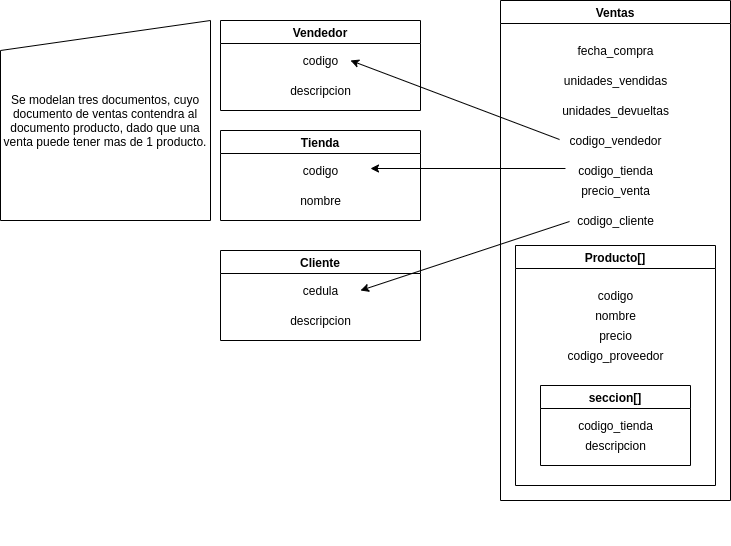 Se modelan tres documentos, cuyo
documento de ventas contendra al
documento producto, dado que una
venta puede tener mas de 1 producto.
Vendedor
codigo
descripcion
Tienda
codigo
nombre
Cliente
cedula
descripcion
Ventas
fecha_compra
unidades_vendidas
unidades_devueltas
codigo_vendedor
codigo_tienda
precio_venta
codigo_cliente
Producto[]
codigo
nombre
precio
codigo_proveedor
seccion[]
codigo_tienda
descripcion